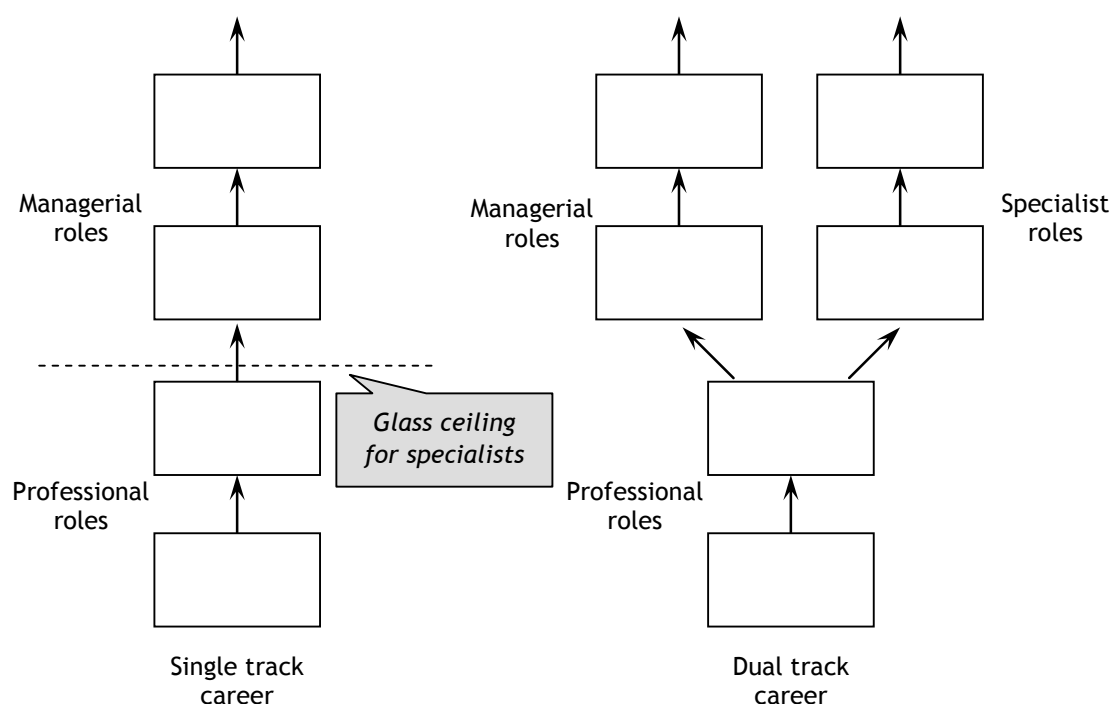 Managerial
roles
Managerial
roles
Specialist
roles
Glass ceiling
for specialists
Professional
roles
Professional
roles
Single track
career
Dual track
career